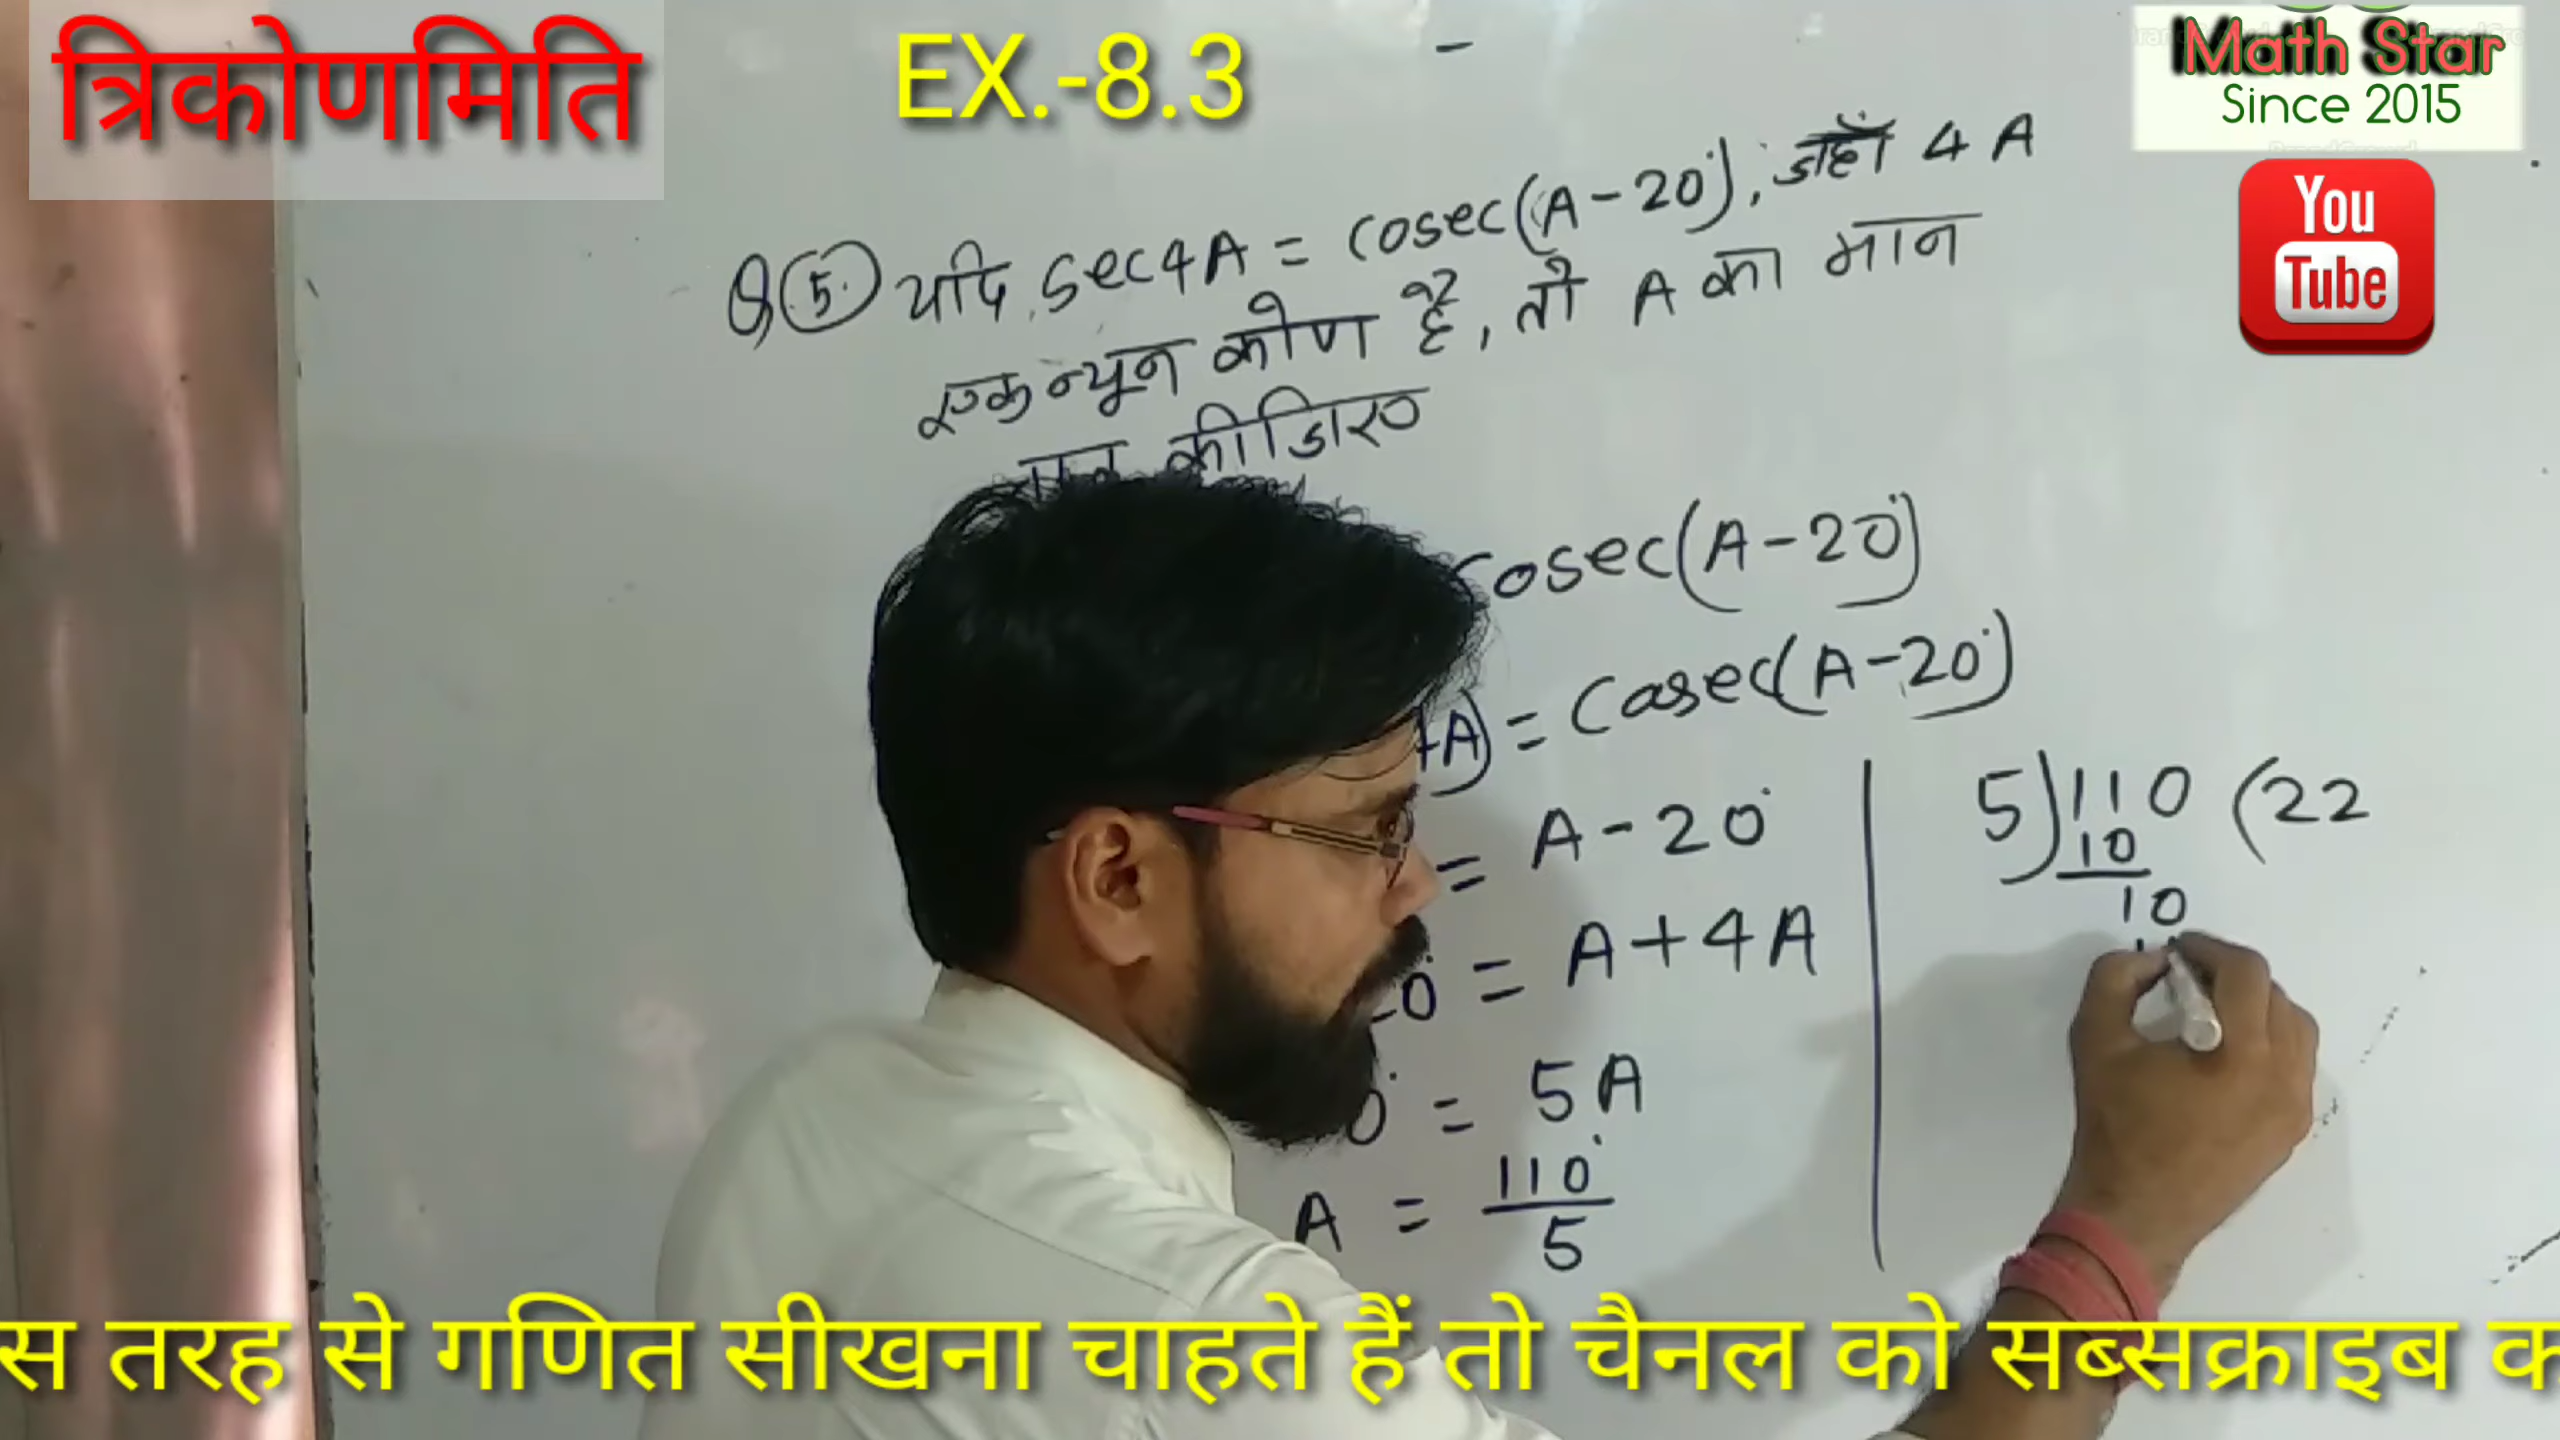 त्रिकोणमिति
EX.-8.3
Math Star
Since 2015
You
Tube
Q 5. यदि sec4A = cosec(A-20°), जहाँ 4A
एक न्यून कोण है, तो A का मान
कीजिए
cosec(A-20°)
A) = Cosec(A-20°)
= A-20°
= A+4A
= 5A
A = 110°/5
5)110(22
10
10
स तरह से गणित सीखना चाहते हैं तो चैनल को सब्सक्राइब क